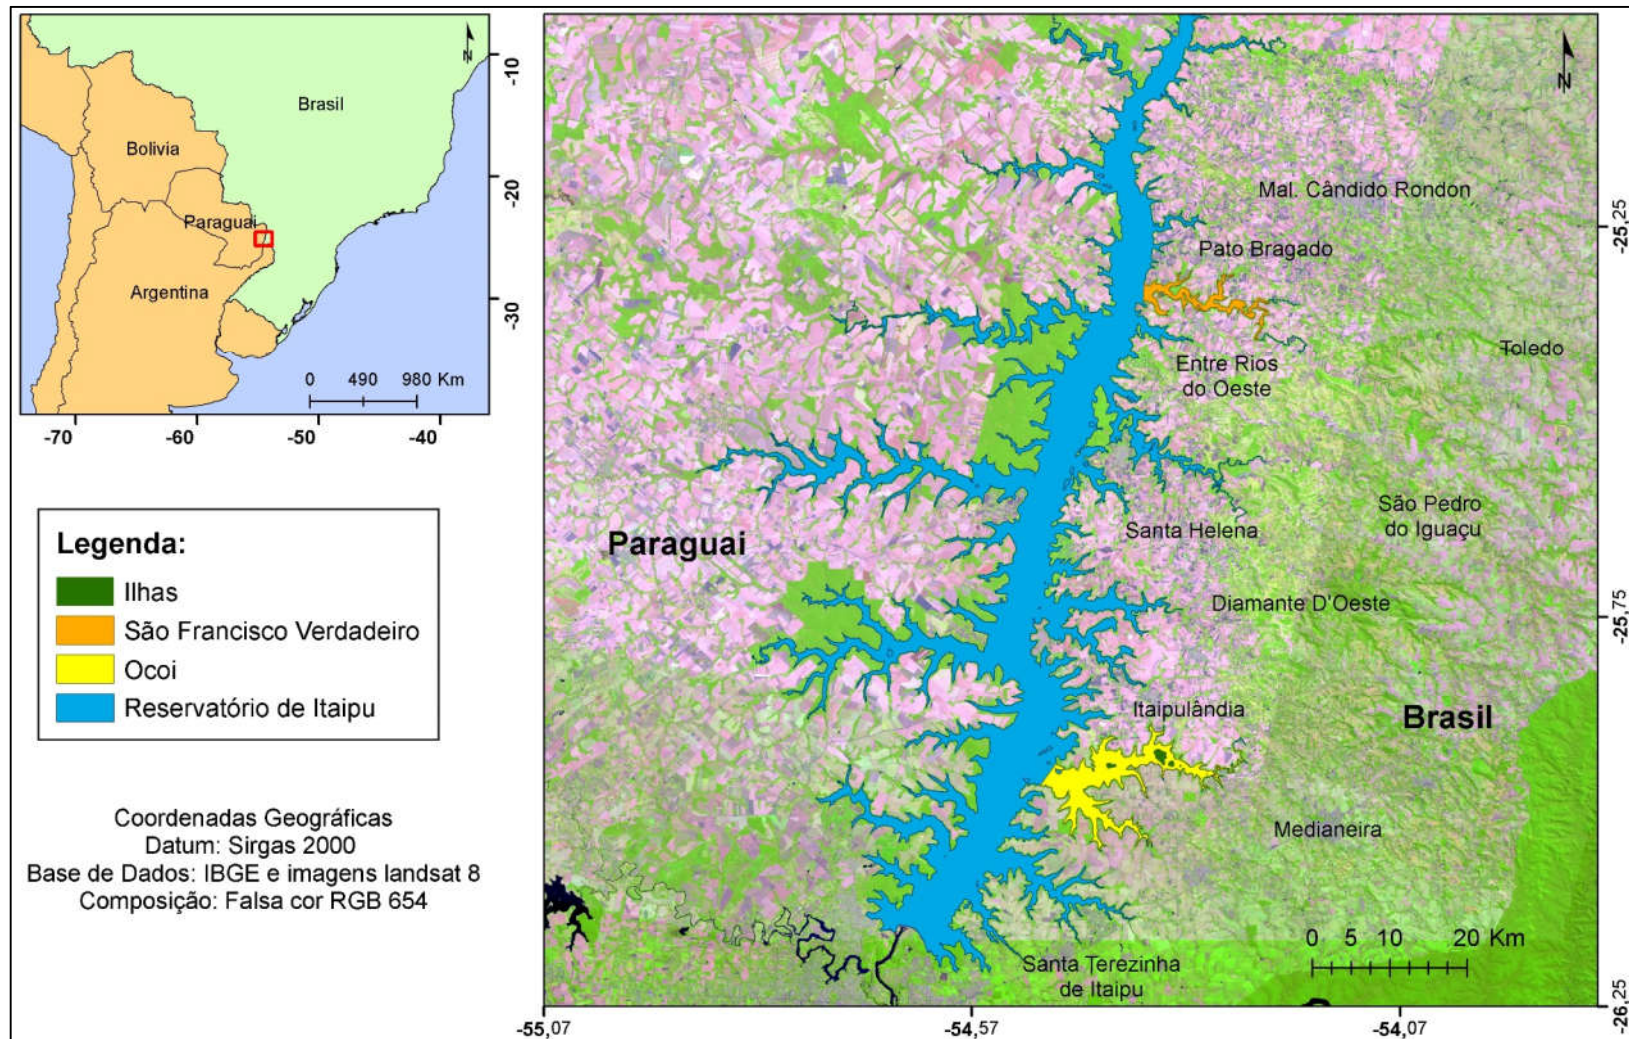 N
Brasil
Bolivia
Paraguai
Argentina
0 490 980 Km
-10
-20
-30
-70 -60 -50 -40
Legenda:
Ilhas
São Francisco Verdadeiro
Ocoi
Reservatório de Itaipu
Coordenadas Geográficas
Datum: Sirgas 2000
Base de Dados: IBGE e imagens landsat 8
Composição: Falsa cor RGB 654
N
Mal. Cândido Rondon
Pato Bragado
Toledo
Entre Rios
do Oeste
São Pedro
do Iguaçu
Santa Helena
Paraguai
Diamante D'Oeste
Itaipulândia
Brasil
Medianeira
0 5 10 20 Km
Santa Terezinha
de Itaipu
-25,25
-25,75
-26,25
-55,07 -54,57 -54,07